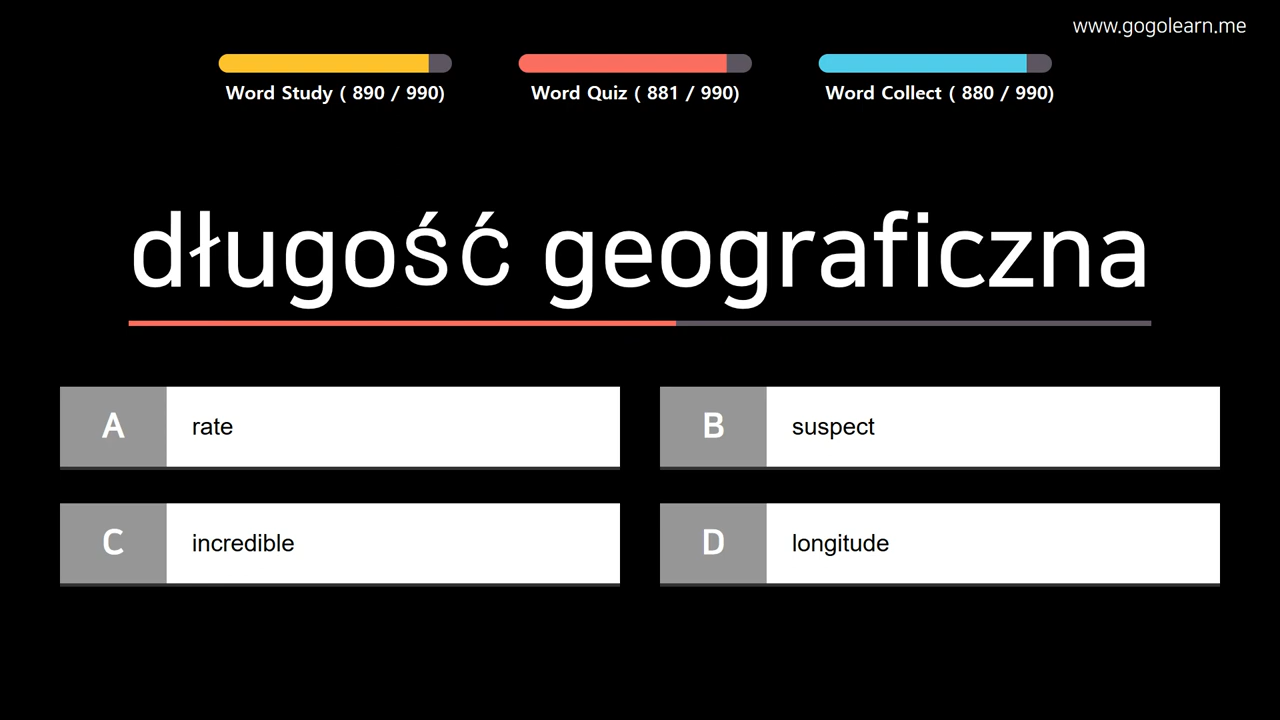 www.gogolearn.me
Word Study ( 890 / 990)
Word Quiz ( 881 / 990)
Word Collect ( 880 / 990)
długość geograficzna
A rate
B suspect
C incredible
D longitude